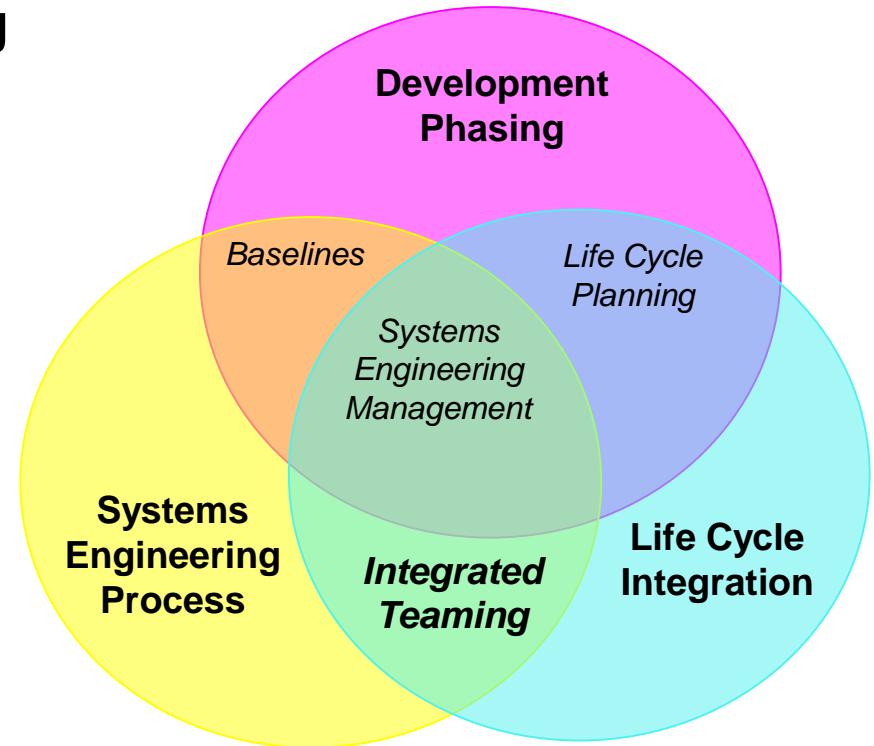 Development
Phasing
Baselines
Life Cycle
Planning
Systems
Engineering
Management
Systems
Engineering
Process
Integrated
Teaming
Life Cycle
Integration